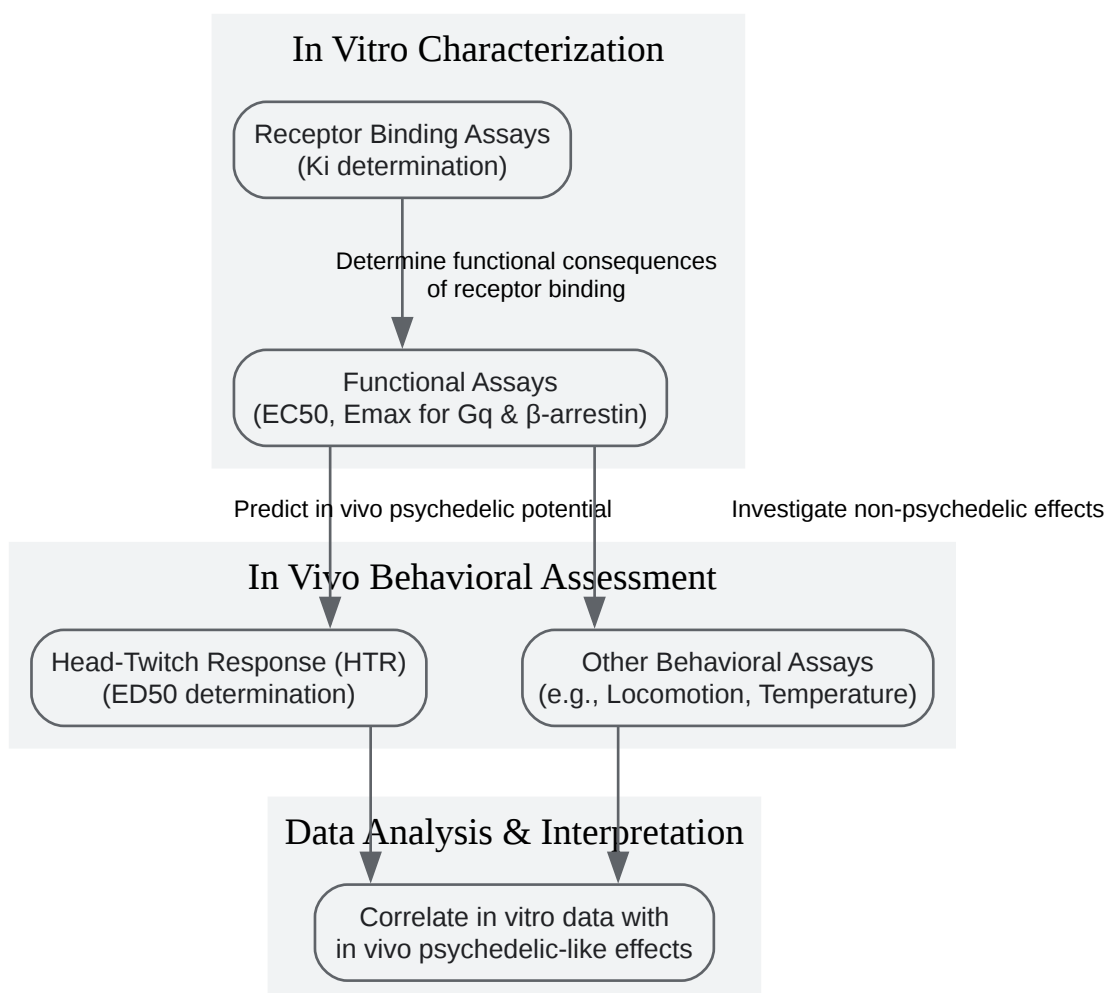 In Vitro Characterization
Receptor Binding Assays
(Ki determination)
Determine functional consequences
of receptor binding
Functional Assays
(EC50, Emax for Gq & β-arrestin)
Predict in vivo psychedelic potential
Investigate non-psychedelic effects
In Vivo Behavioral Assessment
Head-Twitch Response (HTR)
(ED50 determination)
Other Behavioral Assays
(e.g., Locomotion, Temperature)
Data Analysis & Interpretation
Correlate in vitro data with
in vivo psychedelic-like effects